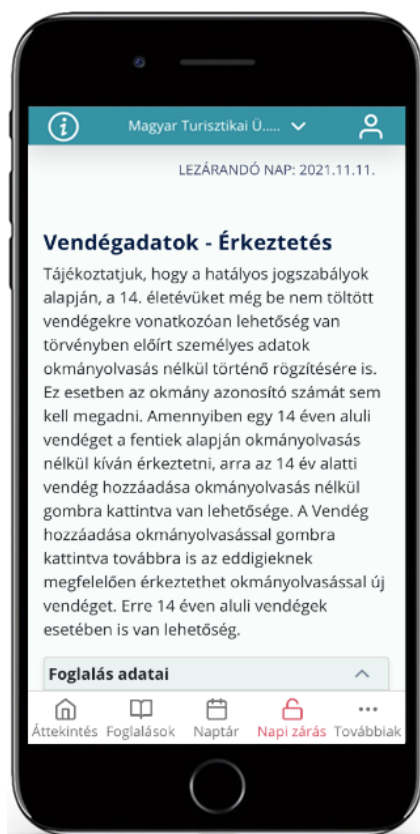 Magyar Turisztikai Ü.....
LEZÁRANDÓ NAP: 2021.11.11.
Vendégadatok - Érkeztetés
Tájékoztatjuk, hogy a hatályos jogszabályok
alapján, a 14. életévüket még be nem töltött
vendégekre vonatkozóan lehetőség van
törvényben előírt személyes adatok
okmányolvasás nélkül történő rögzítésére is.
Ez esetben az okmány azonosító számát sem
kell megadni. Amennyiben egy 14 éven aluli
vendéget a fentiek alapján okmányolvasás
nélkül kíván érkeztetni, arra az 14 év alatti
vendég hozzáadása okmányolvasás nélkül
gombra kattintva van lehetősége. A Vendég
hozzáadása okmányolvasással gombra
kattintva továbbra is az eddigieknek
megfelelően érkeztethet okmányolvasással új
vendéget. Erre 14 éven aluli vendégek
esetében is van lehetőség.
Foglalás adatai
Áttekintés Foglalások Naptár Napi zárás Továbbiak